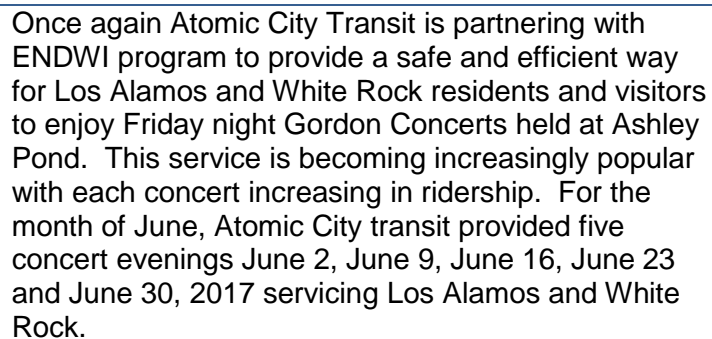 Once again Atomic City Transit is partnering with
ENDWI program to provide a safe and efficient way
for Los Alamos and White Rock residents and visitors
to enjoy Friday night Gordon Concerts held at Ashley
Pond.  This service is becoming increasingly popular
with each concert increasing in ridership.  For the
month of June, Atomic City transit provided five
concert evenings June 2, June 9, June 16, June 23
and June 30, 2017 servicing Los Alamos and White
Rock.